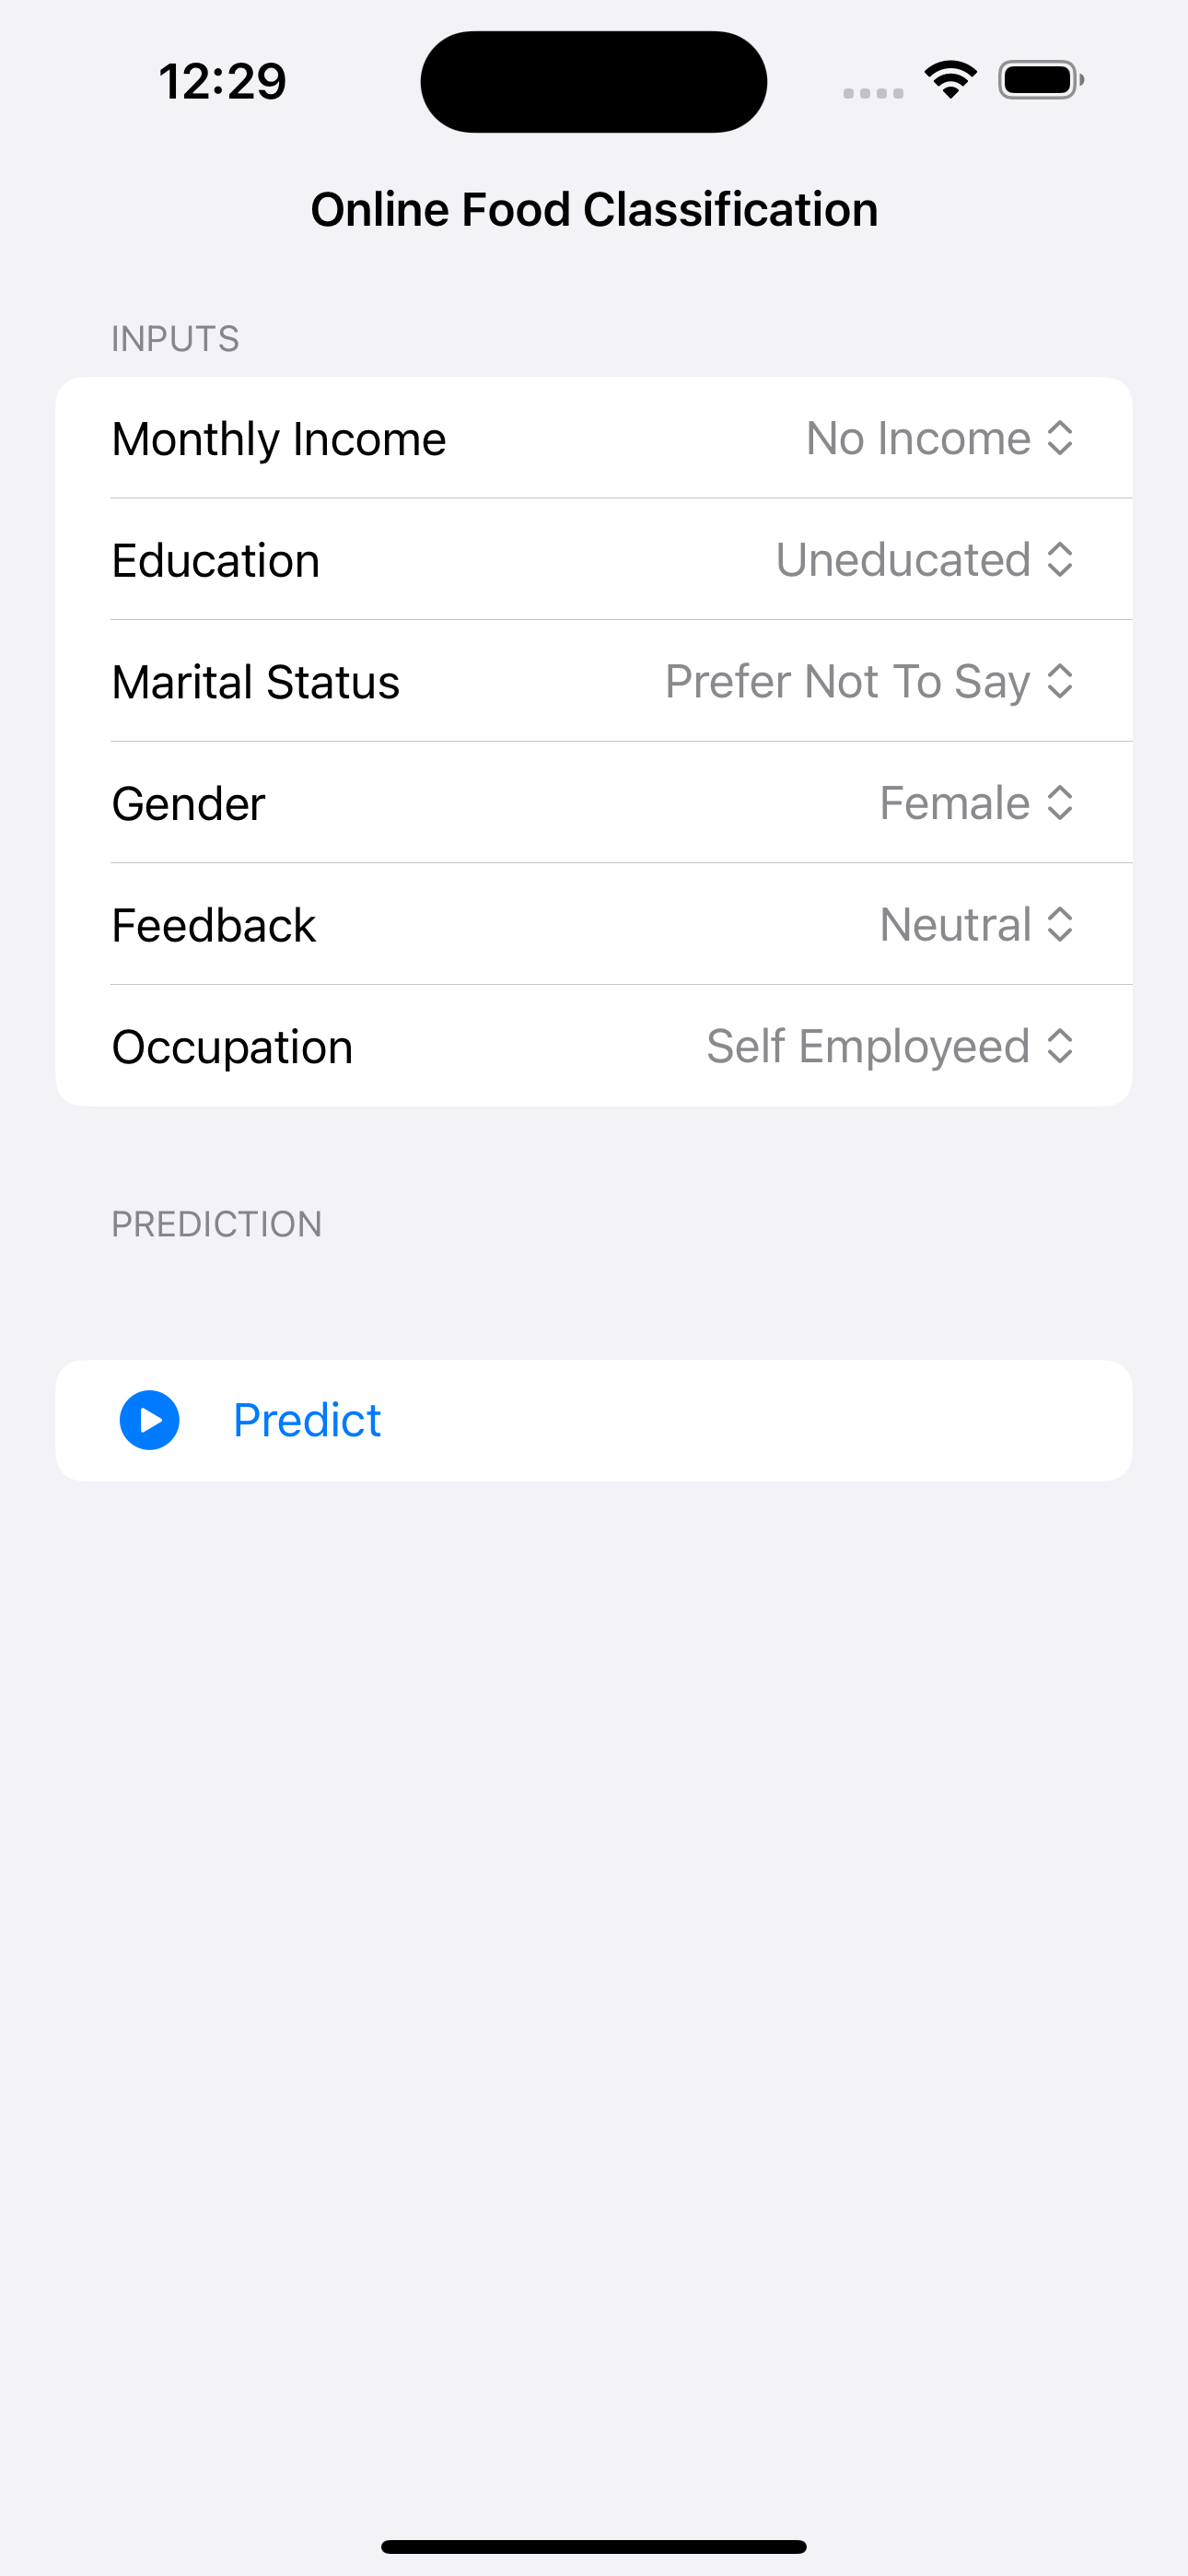 12:29
Online Food Classification
INPUTS
Monthly Income No Income
Education Uneducated
Marital Status Prefer Not To Say
Gender Female
Feedback Neutral
Occupation Self Employeed
PREDICTION
Predict